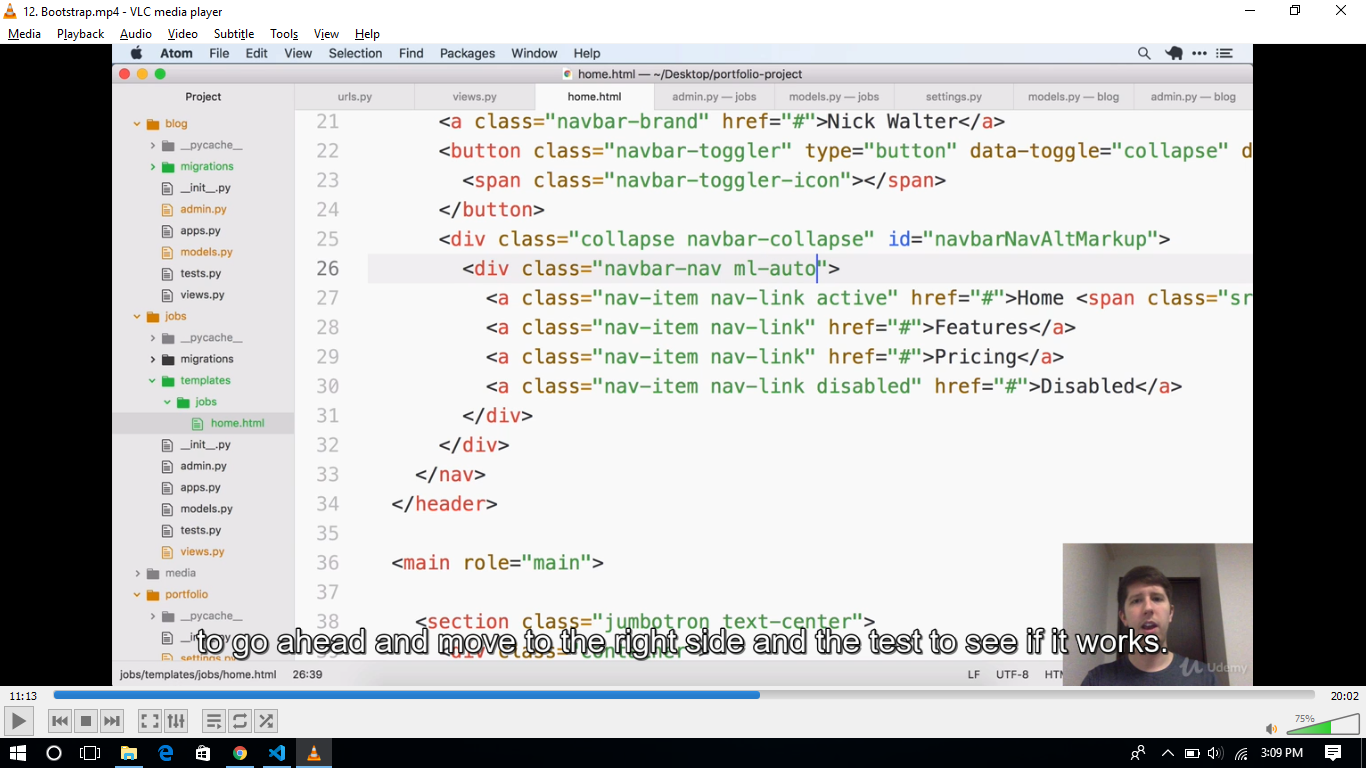 12. Bootstrap.mp4 - VLC media player
Media Playback Audio Video Subtitle Tools View Help
Atom File Edit View Selection Find Packages Window Help
home.html — ~/Desktop/portfolio-project
Project
urls.py views.py home.html admin.py — jobs models.py — jobs settings.py models.py — blog admin.py — blog
blog
__pycache__
migrations
__init__.py
admin.py
apps.py
models.py
tests.py
views.py
jobs
__pycache__
migrations
templates
jobs
home.html
__init__.py
admin.py
apps.py
models.py
tests.py
views.py
media
portfolio
__pycache__
settings.py
21 <a class="navbar-brand" href="#">Nick Walter</a>
22 <button class="navbar-toggler" type="button" data-toggle="collapse" d
23 <span class="navbar-toggler-icon"></span>
24 </button>
25 <div class="collapse navbar-collapse" id="navbarNavAltMarkup">
26 <div class="navbar-nav ml-auto">
27 <a class="nav-item nav-link active" href="#">Home <span class="sr
28 <a class="nav-item nav-link" href="#">Features</a>
29 <a class="nav-item nav-link" href="#">Pricing</a>
30 <a class="nav-item nav-link disabled" href="#">Disabled</a>
31 </div>
32 </div>
33 </nav>
34 </header>
35
36 <main role="main">
37
38 <section class="jumbotron text-center">
<div class="container"
to go ahead and move to the right side and the test to see if it works.
Udemy
jobs/templates/jobs/home.html 26:39 LF UTF-8 HTM
11:13 20:02
75%
3:09 PM